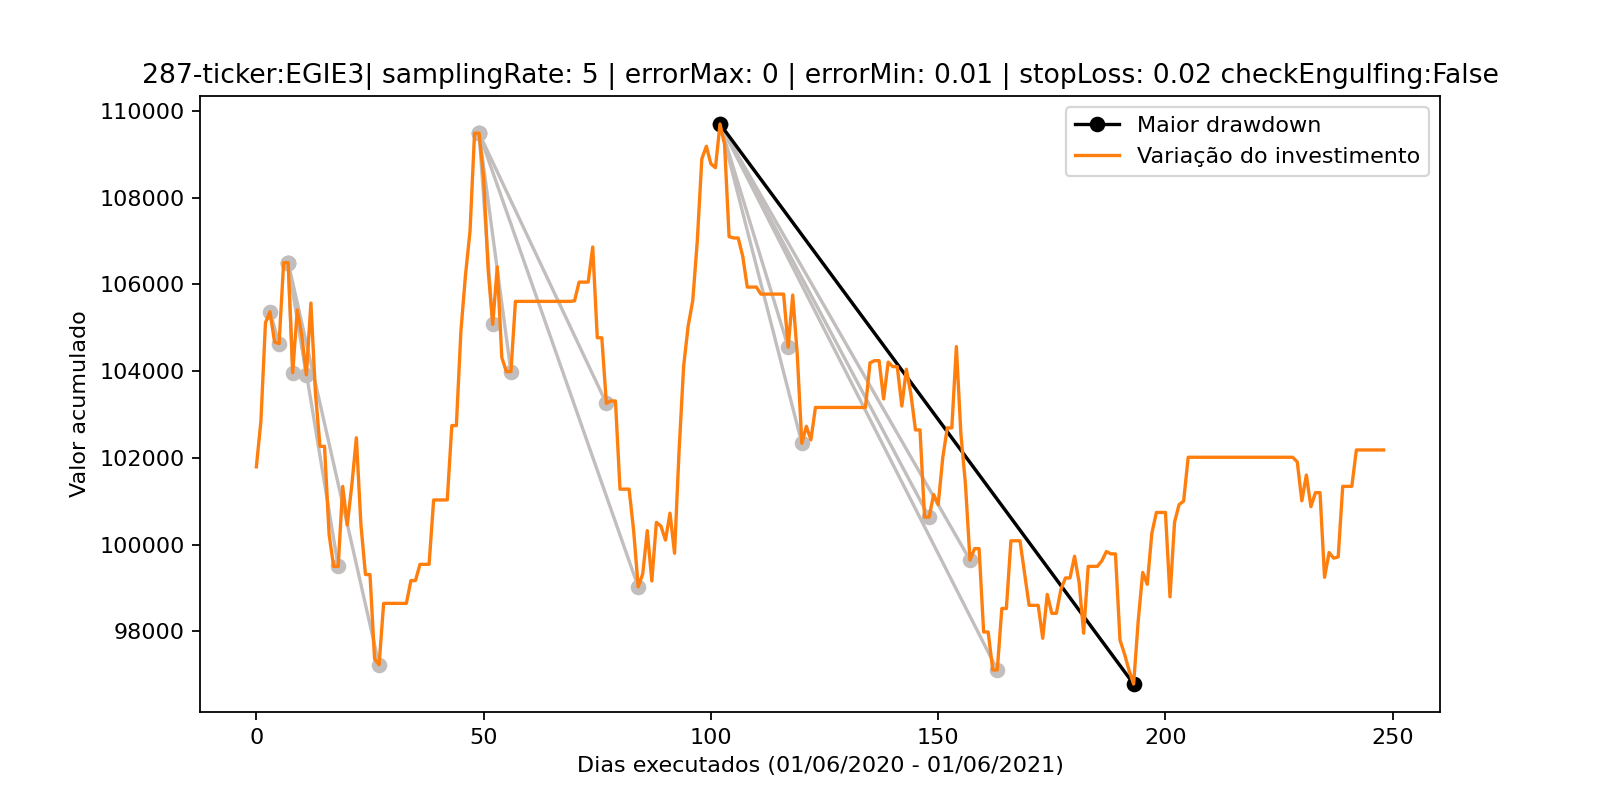 287-ticker:EGIE3| samplingRate: 5 | errorMax: 0 | errorMin: 0.01 | stopLoss: 0.02 checkEngulfing:False
110000
108000
106000
104000
102000
100000
98000
Valor acumulado
Maior drawdown
Variação do investimento
0 50 100 150 200 250
Dias executados (01/06/2020 - 01/06/2021)